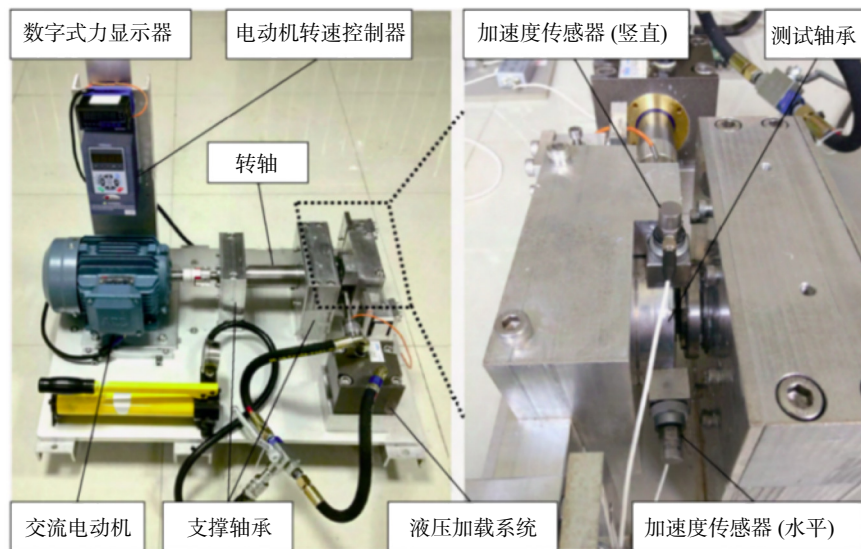 数字式力显示器
电动机转速控制器
加速度传感器 (竖直)
测试轴承
转轴
交流电动机
支撑轴承
液压加载系统
加速度传感器 (水平)